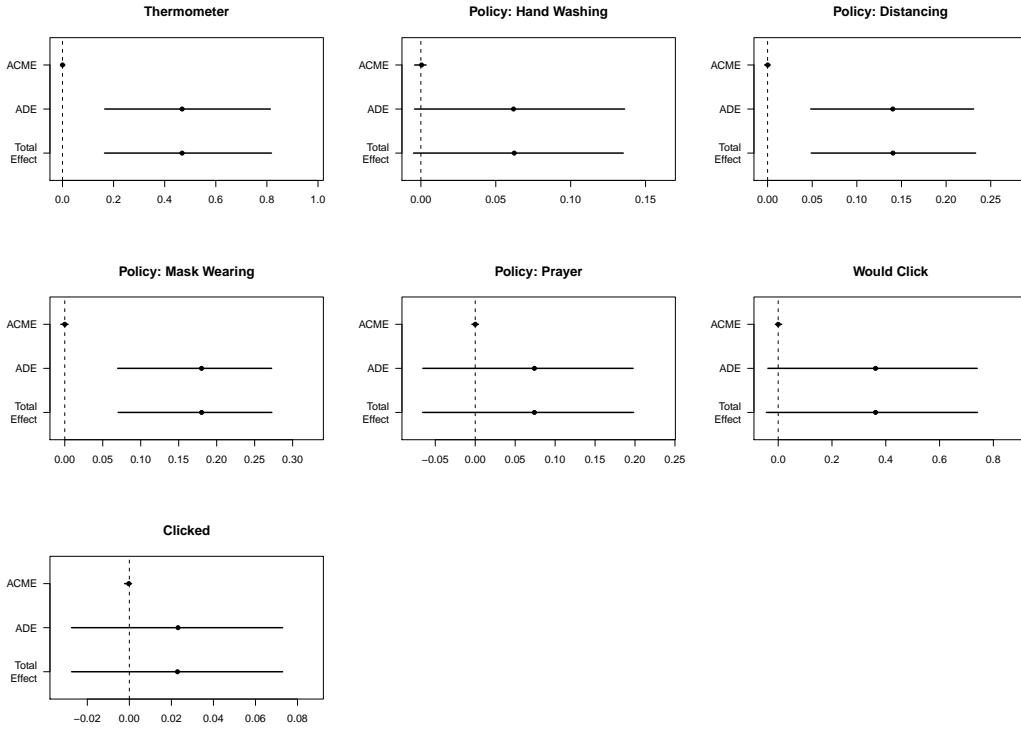 Thermometer
ACME
ADE
Total
Effect
0.0 0.2 0.4 0.6 0.8 1.0
Policy: Hand Washing
ACME
ADE
Total
Effect
0.00 0.05 0.10 0.15
Policy: Distancing
ACME
ADE
Total
Effect
0.00 0.05 0.10 0.15 0.20 0.25
Policy: Mask Wearing
ACME
ADE
Total
Effect
0.00 0.05 0.10 0.15 0.20 0.25 0.30
Policy: Prayer
ACME
ADE
Total
Effect
−0.05 0.00 0.05 0.10 0.15 0.20 0.25
Would Click
ACME
ADE
Total
Effect
0.0 0.2 0.4 0.6 0.8
Clicked
ACME
ADE
Total
Effect
−0.02 0.00 0.02 0.04 0.06 0.08